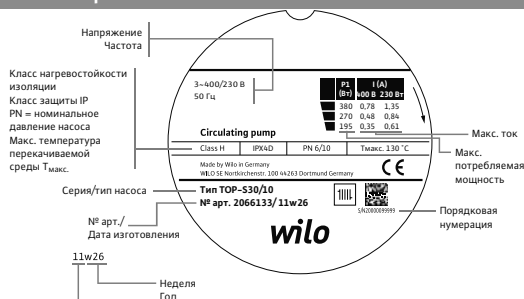 Напряжение
Частота
Класс нагревостойкости
изоляции
Класс защиты IP
PN = номинальное
давление насоса
Макс. температура
перекачиваемой
среды Tмакс.
Серия/тип насоса
№ арт./
Дата изготовления
11w26
Неделя
Год
3~400/230 В
50 Гц
P1 I (A)
(Вт) 400 В 230 Вт
380 0,78 1,35
270 0,48 0,84
195 0,35 0,61
Circulating pump
Class H IPX4D PN 6/10 Tмакс. 130 °C
Made by Wilo in Germany
WILO SE Nortkirchenstr. 100 44263 Dortmund Germany
CE
Тип TOP-S30/10
№ арт. 2066133/11w26
S/N2000099999
wilo
Макс. ток
Макс.
потребляемая
мощность
Порядковая
нумерация